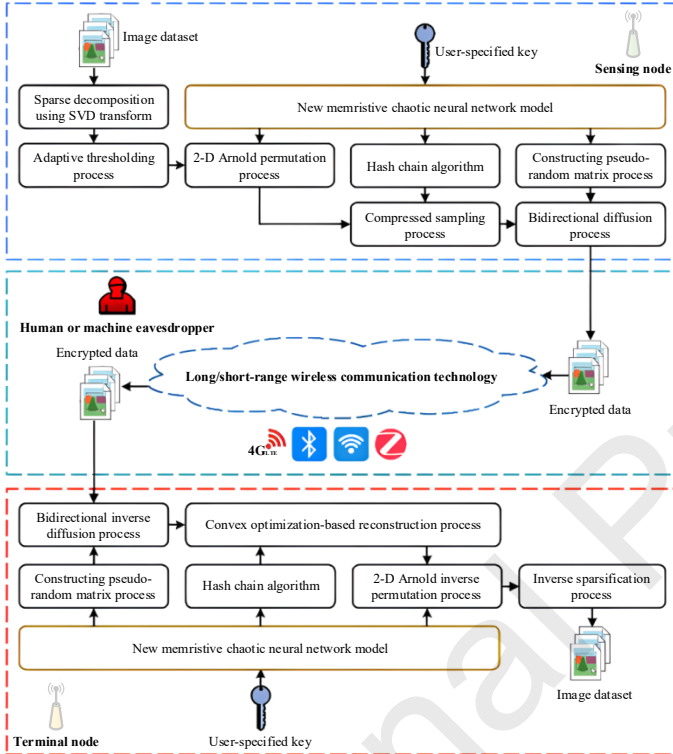 Image dataset
User-specified key
Sensing node
Sparse decomposition
using SVD transform
New memristive chaotic neural network model
Adaptive thresholding
process
2-D Arnold permutation
process
Hash chain algorithm
Constructing pseudo-
random matrix process
Compressed sampling
process
Bidirectional diffusion
process
Human or machine eavesdropper
Encrypted data
Long/short-range wireless communication technology
Encrypted data
4G LTE
Bidirectional inverse
diffusion process
Convex optimization-based reconstruction process
Constructing pseudo-
random matrix process
Hash chain algorithm
2-D Arnold inverse
permutation process
Inverse sparsification
process
New memristive chaotic neural network model
Image dataset
Terminal node
User-specified key